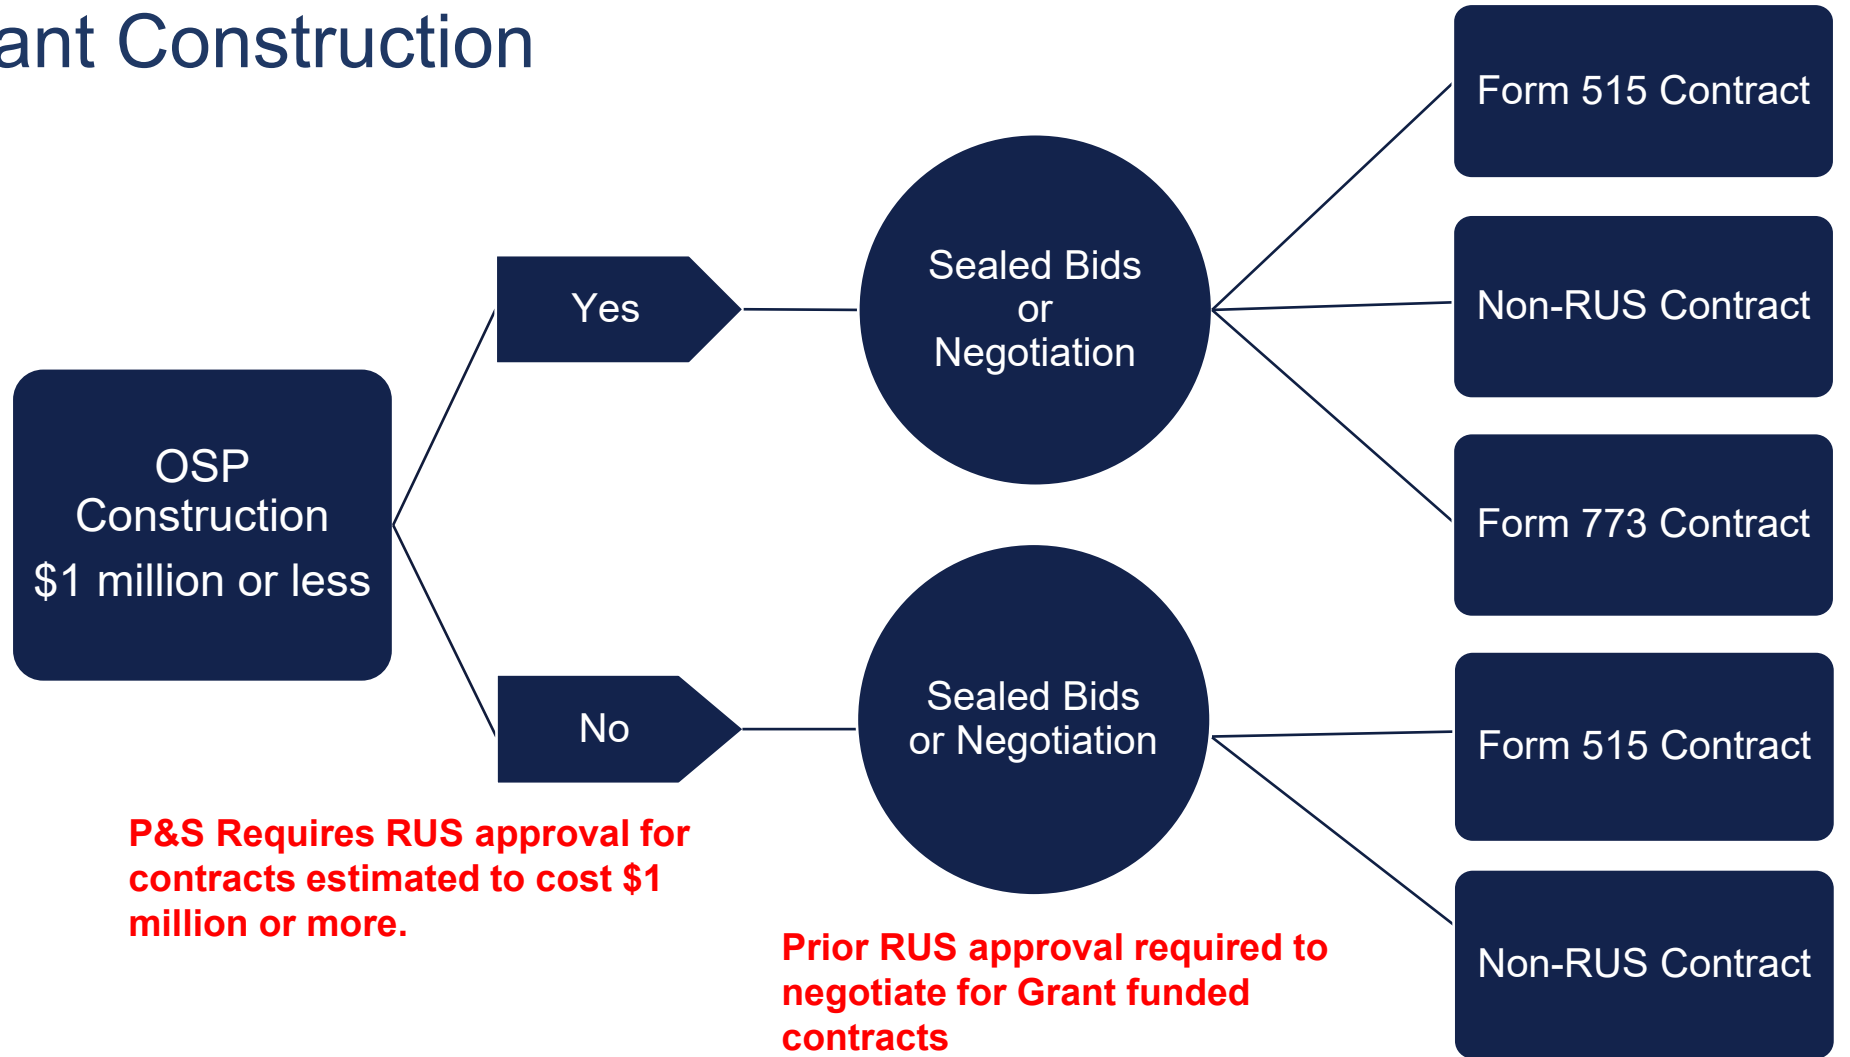 ant Construction
OSP
Construction
$1 million or less
Yes
No
Sealed Bids
or
Negotiation
Sealed Bids
or Negotiation
Form 515 Contract
Non-RUS Contract
Form 773 Contract
Form 515 Contract
Non-RUS Contract
P&S Requires RUS approval for
contracts estimated to cost $1
million or more.
Prior RUS approval required to
negotiate for Grant funded
contracts